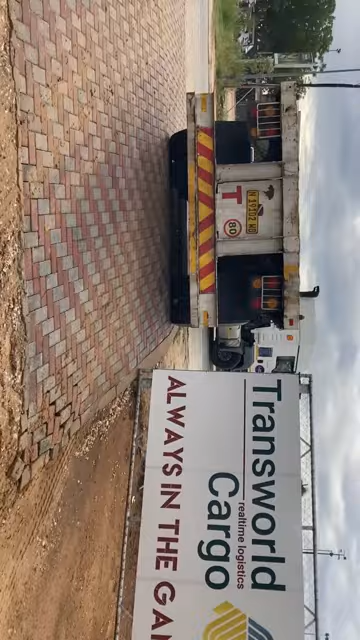 T
80
Transworld
Cargo
realtime logistics
ALWAYS IN THE GA